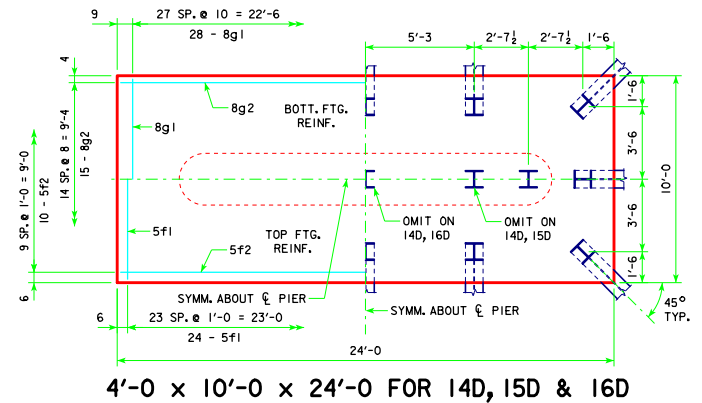 9
27 SP. @ 10 = 22'-6
28 - 8g1
5'-3
2'-7½
2'-7½
1'-6
4
14 SP. @ 8 = 9'-4
15 - 8g2
9 SP. @ 1'-0 = 9'-0
10 - 5f2
6
8g2
8g1
BOTT. FTG.
REINF.
1'-6
3'-6
10'-0
3'-6
1'-6
OMIT ON
14D, 16D
OMIT ON
14D, 15D
5f1
TOP FTG.
REINF.
5f2
SYMM. ABOUT ℄ PIER
SYMM. ABOUT ℄ PIER
45°
TYP.
6
23 SP. @ 1'-0 = 23'-0
24 - 5f1
24'-0
4'-0 x 10'-0 x 24'-0 FOR 14D, 15D & 16D